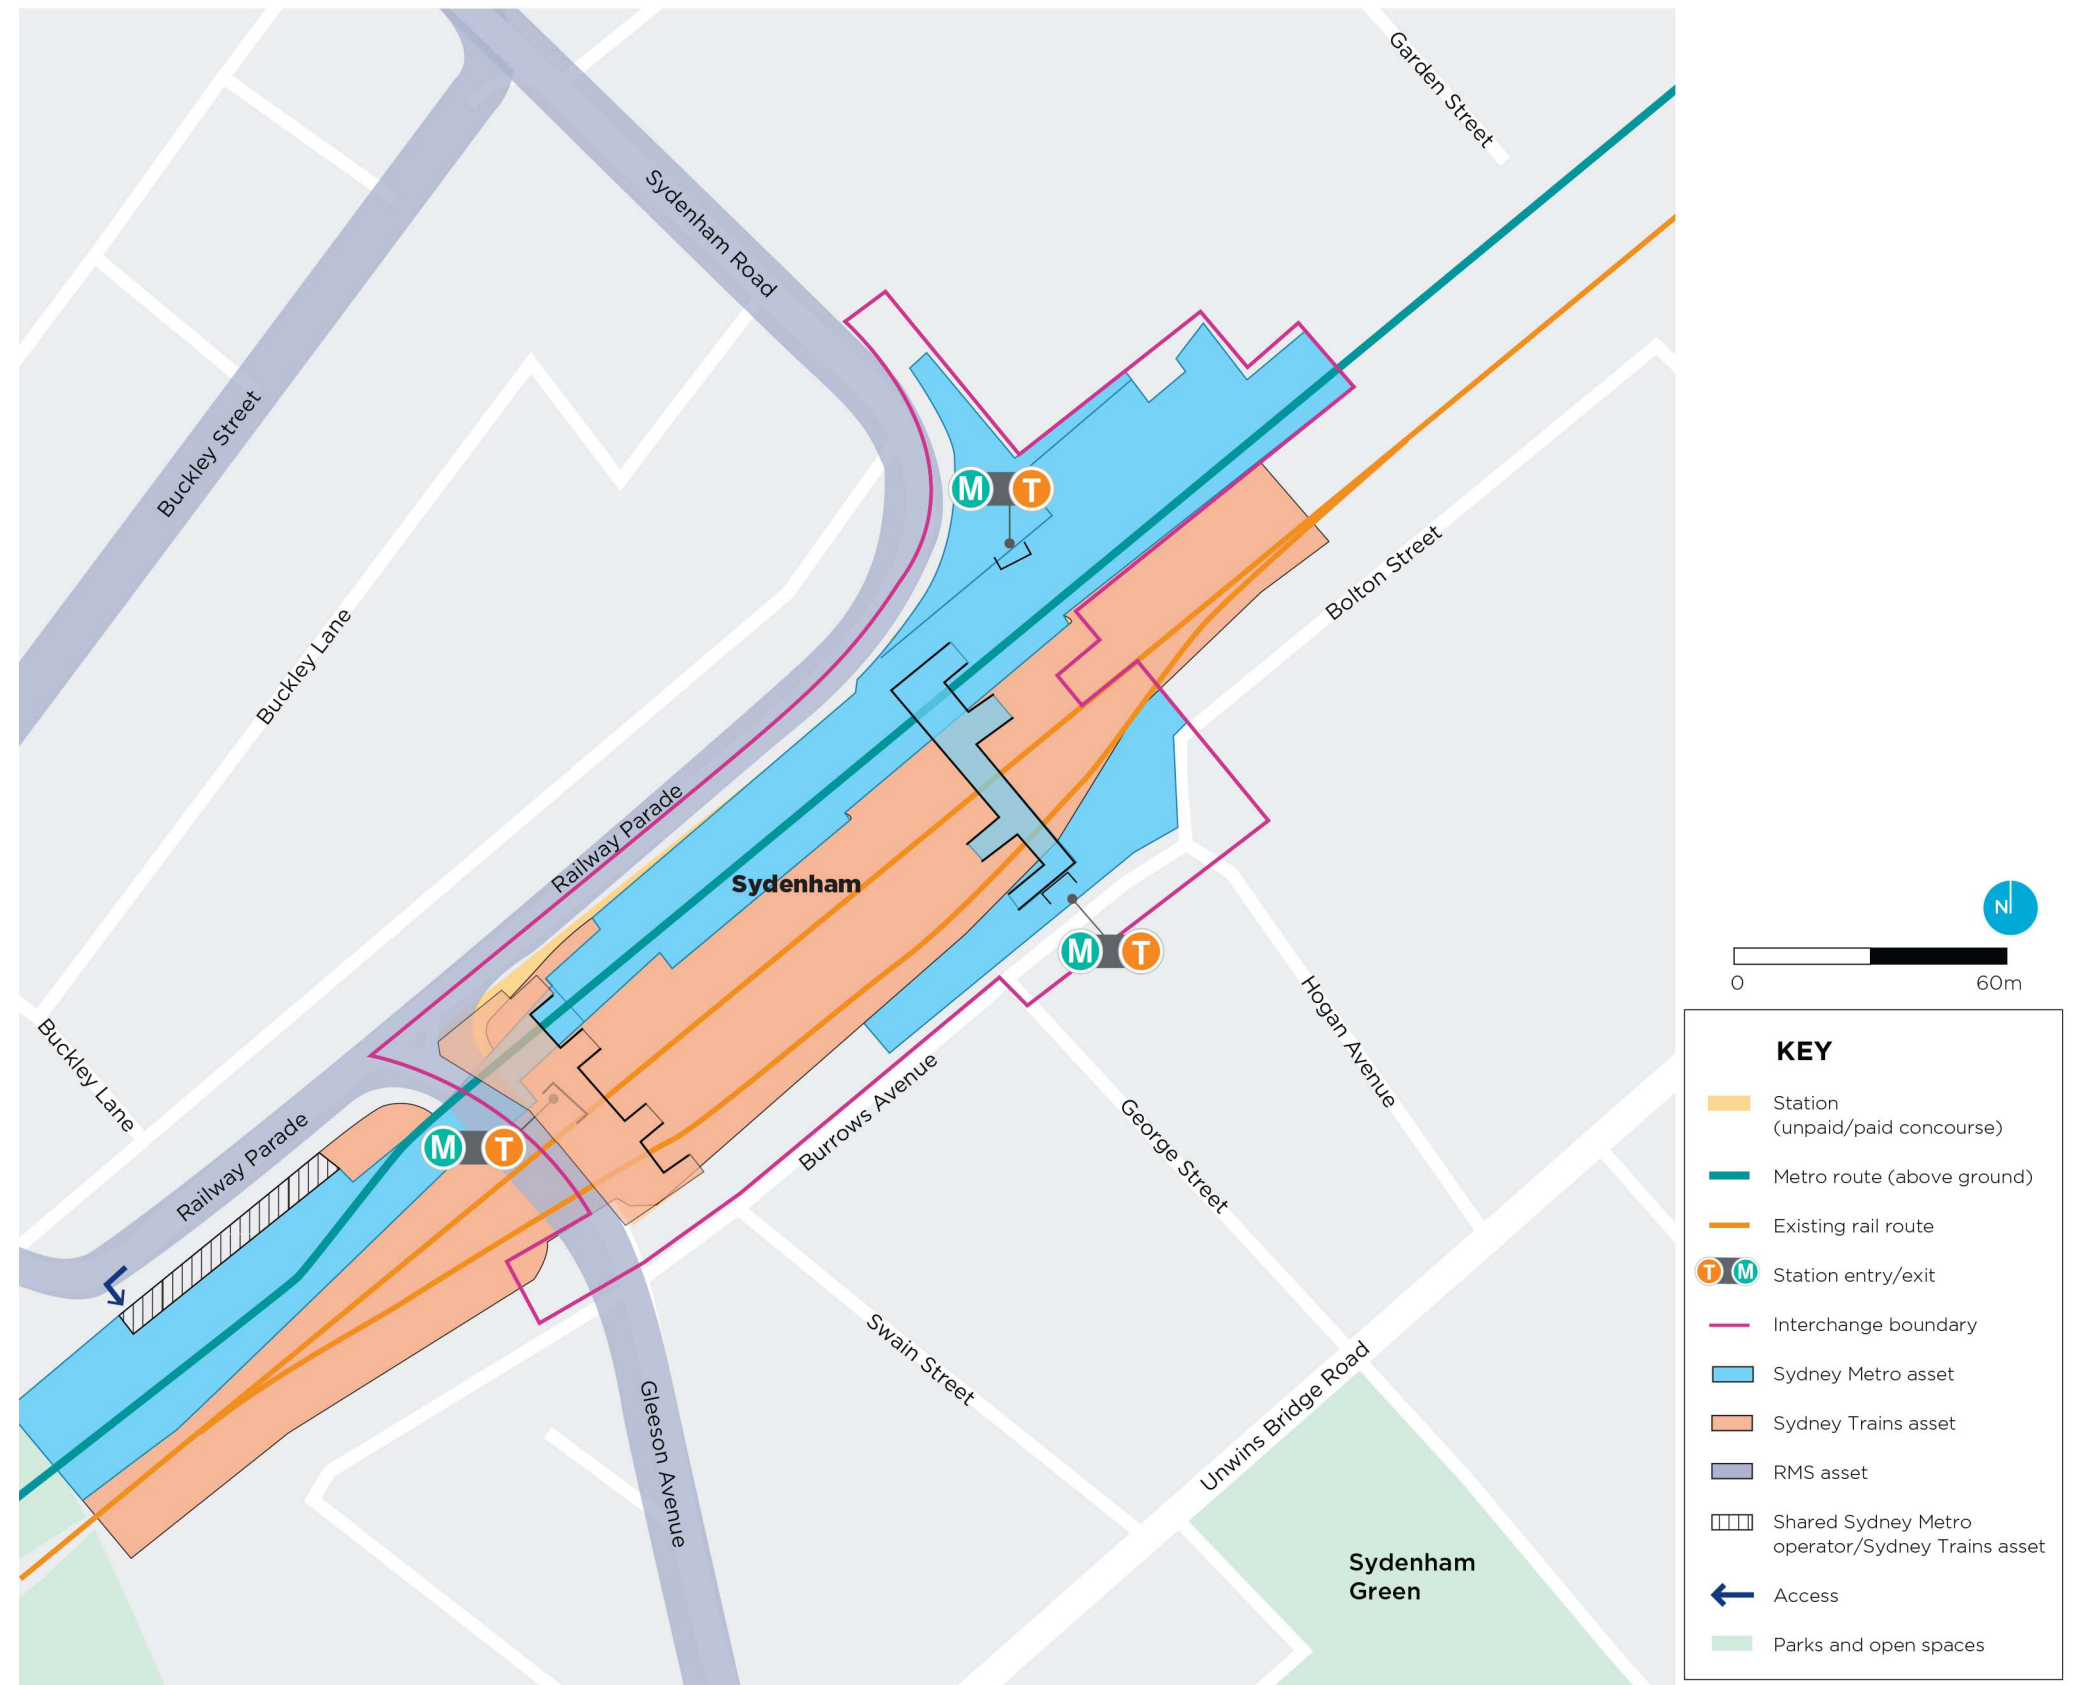 Garden Street
Sydenham Road
Buckley Street
M T
Bolton Street
Buckley Lane
Railway Parade
Sydenham
M T
Hogan Avenue
Buckley Lane
Burrows Avenue
George Street
Railway Parade
M T
Swain Street
Unwins Bridge Road
Gleeson Avenue
Sydenham
Green
N
0 60m
KEY
Station
(unpaid/paid concourse)
Metro route (above ground)
Existing rail route
T M Station entry/exit
Interchange boundary
Sydney Metro asset
Sydney Trains asset
RMS asset
Shared Sydney Metro
operator/Sydney Trains asset
Access
Parks and open spaces